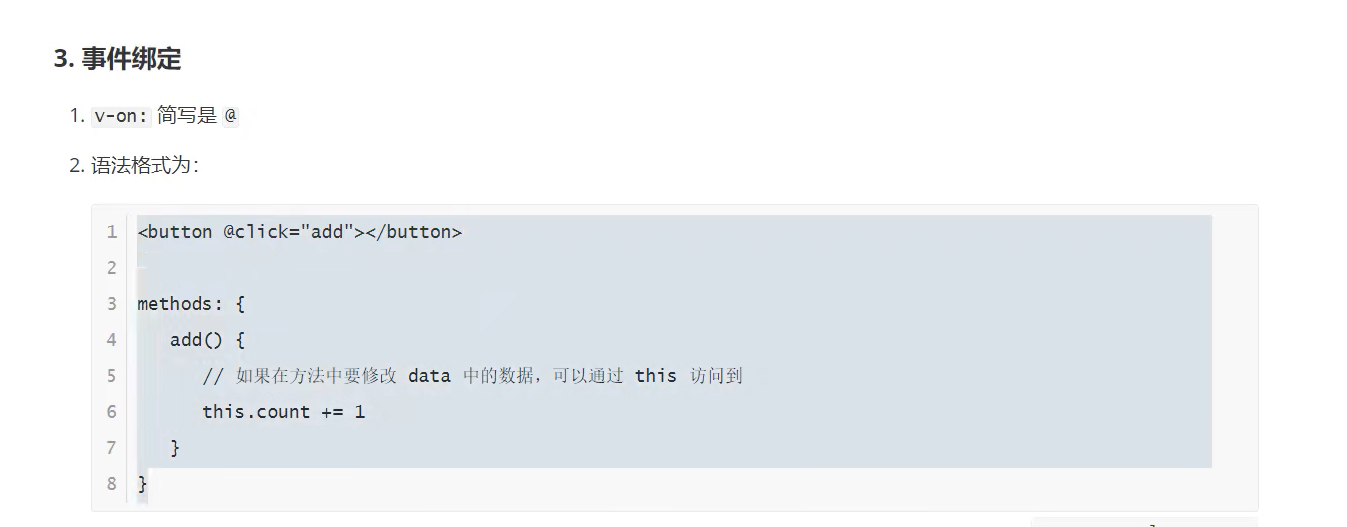 3. 事件绑定
1. v-on: 简写是 @
2. 语法格式为：
1 <button @click="add"></button>
2
3 methods: {
4 add() {
5 // 如果在方法中要修改 data 中的数据，可以通过 this 访问到
6 this.count += 1
7 }
8 }